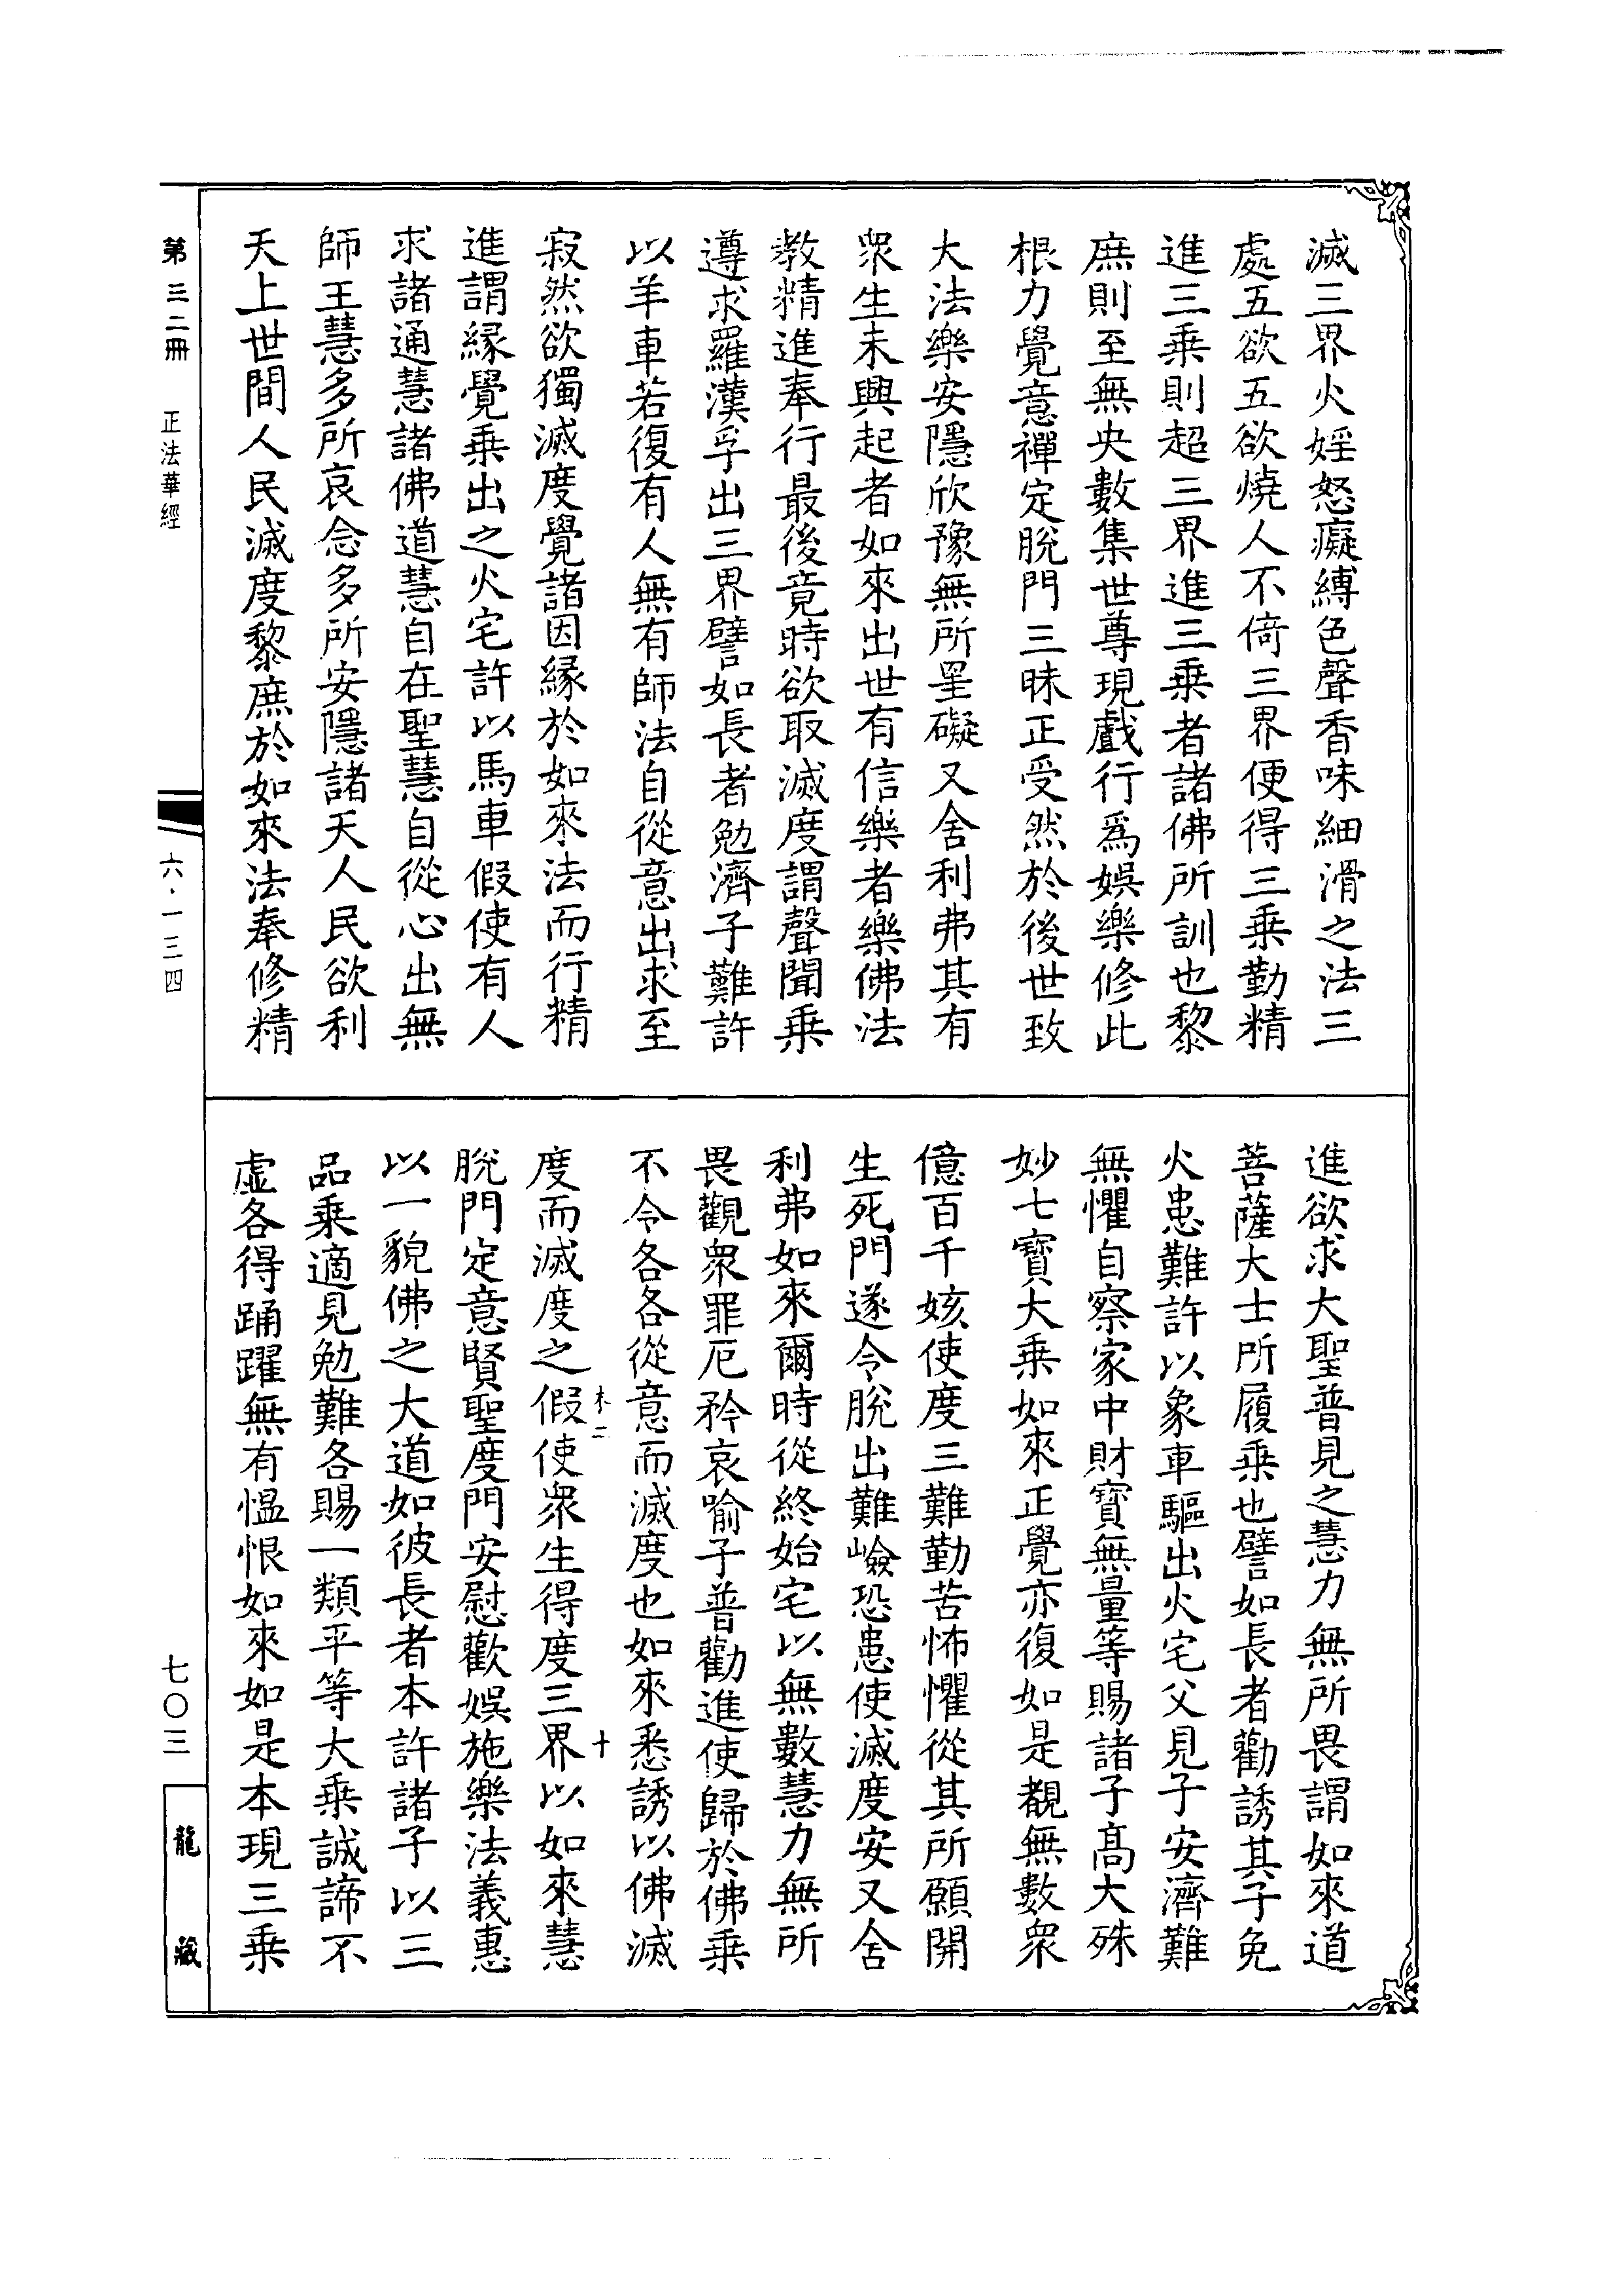 滅三界火婬怒癡縛色聲香味細滑之法三
處五欲五欲燒人不倚三界便得三乗勤精
進三乗則超三界進三乗者諸佛所訓也黎
庶則至無央數集世尊現戲行為娯樂修此
根力覺意禪定脫門三昧正受然於後世致
大法樂安隱欣豫無所罣礙又舍利弗其有
衆生未興起者如來出世有信樂者樂佛法
教精進奉行最後竟時欲取滅度謂聲聞乗
遵求羅漢孚出三界譬如長者勉濟子難許
以羊車若復有人無有師法自從意出求至
寂然欲獨滅度覺諸因縁於如來法而行精
進謂縁覺乗出之火宅許以馬車假使有人
求諸通慧諸佛道慧自在聖慧自從心出無
師王慧多所哀念多所安隱諸天人民欲利
天上世間人民滅度黎庶於如來法奉修精
進欲求大聖普見之慧力無所畏謂如來道
菩薩大士所履乗也譬如長者勸誘其子免
火患難許以象車驅出火宅父見子安濟難
無懼自察家中財寶無量等賜諸子高大殊
妙七寶大乗如來正覺亦復如是覩無數衆
億百千姟使度三難勤苦怖懼從其所願開
生死門遂令脫出難嶮恐患使滅度安又舍
利弗如來爾時從終始宅以無數慧力無所
畏觀衆罪厄矜哀喻子普勸進使歸於佛乗
不令各各從意而滅度也如來悉誘以佛滅
度而滅度之假使衆生得度三界以如來慧
脫門定意賢聖度門安慰歡娯施樂法義惠
以一貌佛之大道如彼長者本許諸子以三
品乗適見勉難各賜一類平等大乗誠諦不
虛各得踊躍無有慍恨如來如是本現三乗
第三二冊 正法華經
六·一三四
七〇三
龍藏